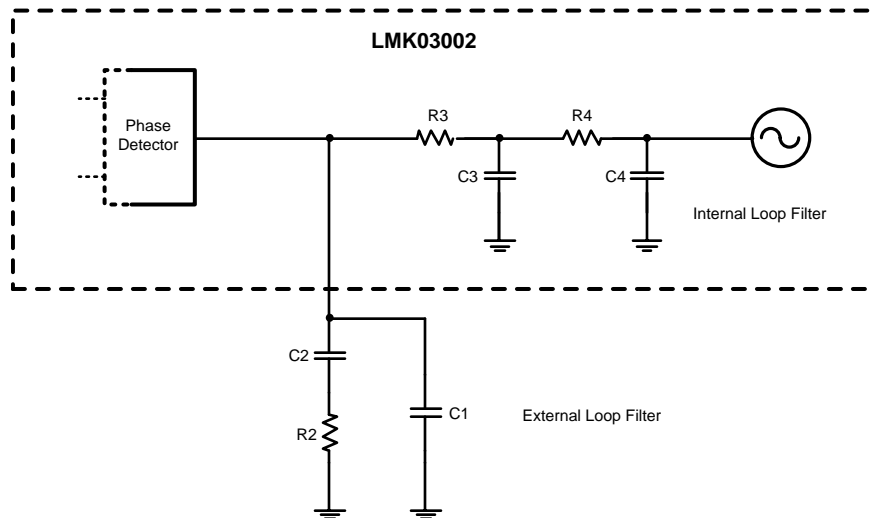 LMK03002
Phase
Detector
R3
R4
C3
C4
Internal Loop Filter
C2
C1
R2
External Loop Filter